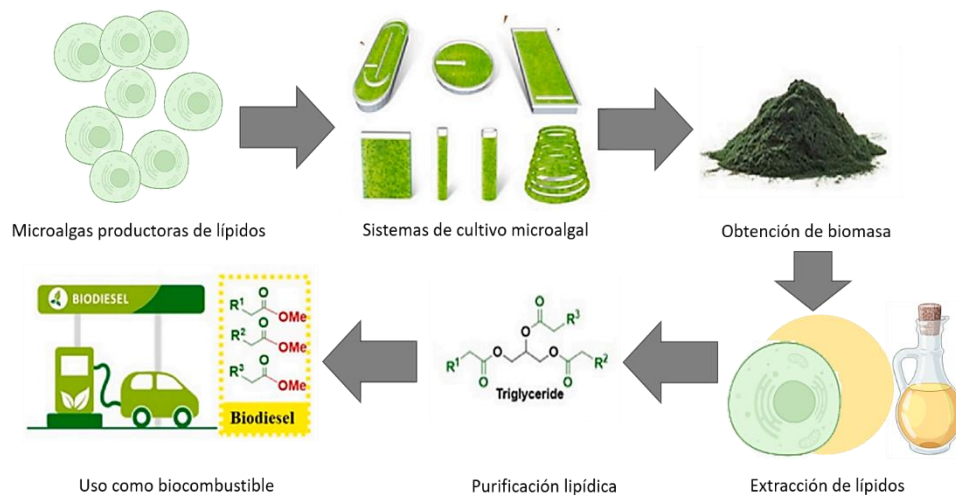 Microalgas productoras de lípidos
Sistemas de cultivo microalgal
Obtención de biomasa
BIODIESEL
O
R¹
OMe
O
R²
OMe
O
R³
OMe
Biodiesel
O
R³
O
R¹
O
O
R²
O
O
Triglyceride
Uso como biocombustible
Purificación lipídica
Extracción de lípidos